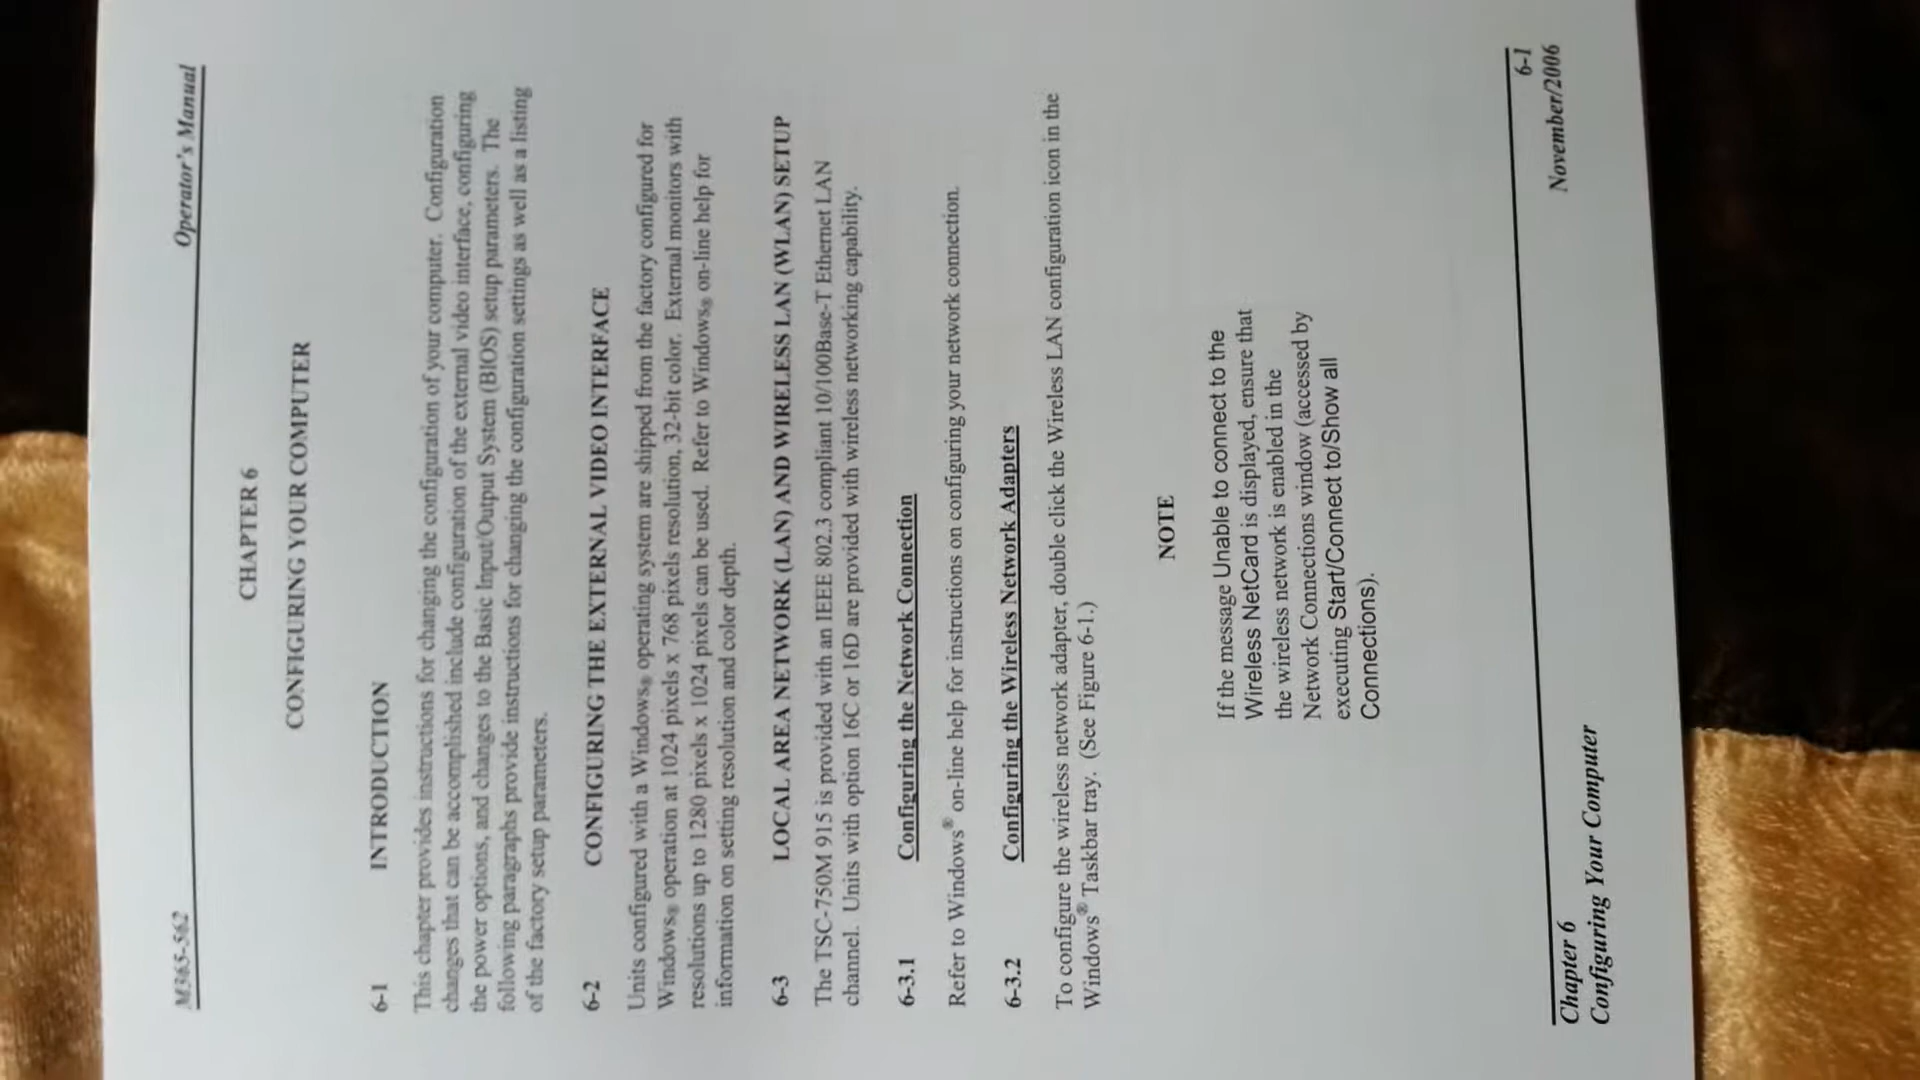 M365-562 Operator's Manual
CHAPTER 6
CONFIGURING YOUR COMPUTER
6-1 INTRODUCTION
This chapter provides instructions for changing the configuration of your computer. Configuration
changes that can be accomplished include configuration of the external video interface, configuring
the power options, and changes to the Basic Input/Output System (BIOS) setup parameters. The
following paragraphs provide instructions for changing the configuration settings as well as a listing
of the factory setup parameters.
6-2 CONFIGURING THE EXTERNAL VIDEO INTERFACE
Units configured with a Windows® operating system are shipped from the factory configured for
Windows® operation at 1024 pixels x 768 pixels resolution, 32-bit color. External monitors with
resolutions up to 1280 pixels x 1024 pixels can be used. Refer to Windows® on-line help for
information on setting resolution and color depth.
6-3 LOCAL AREA NETWORK (LAN) AND WIRELESS LAN (WLAN) SETUP
The TSC-750M 915 is provided with an IEEE 802.3 compliant 10/100Base-T Ethernet LAN
channel. Units with option 16C or 16D are provided with wireless networking capability.
6-3.1 Configuring the Network Connection
Refer to Windows® on-line help for instructions on configuring your network connection.
6-3.2 Configuring the Wireless Network Adapters
To configure the wireless network adapter, double click the Wireless LAN configuration icon in the
Windows® Taskbar tray. (See Figure 6-1.)
NOTE
If the message Unable to connect to the
Wireless NetCard is displayed, ensure that
the wireless network is enabled in the
Network Connections window (accessed by
executing Start/Connect to/Show all
Connections).
Chapter 6 6-1
Configuring Your Computer November/2006